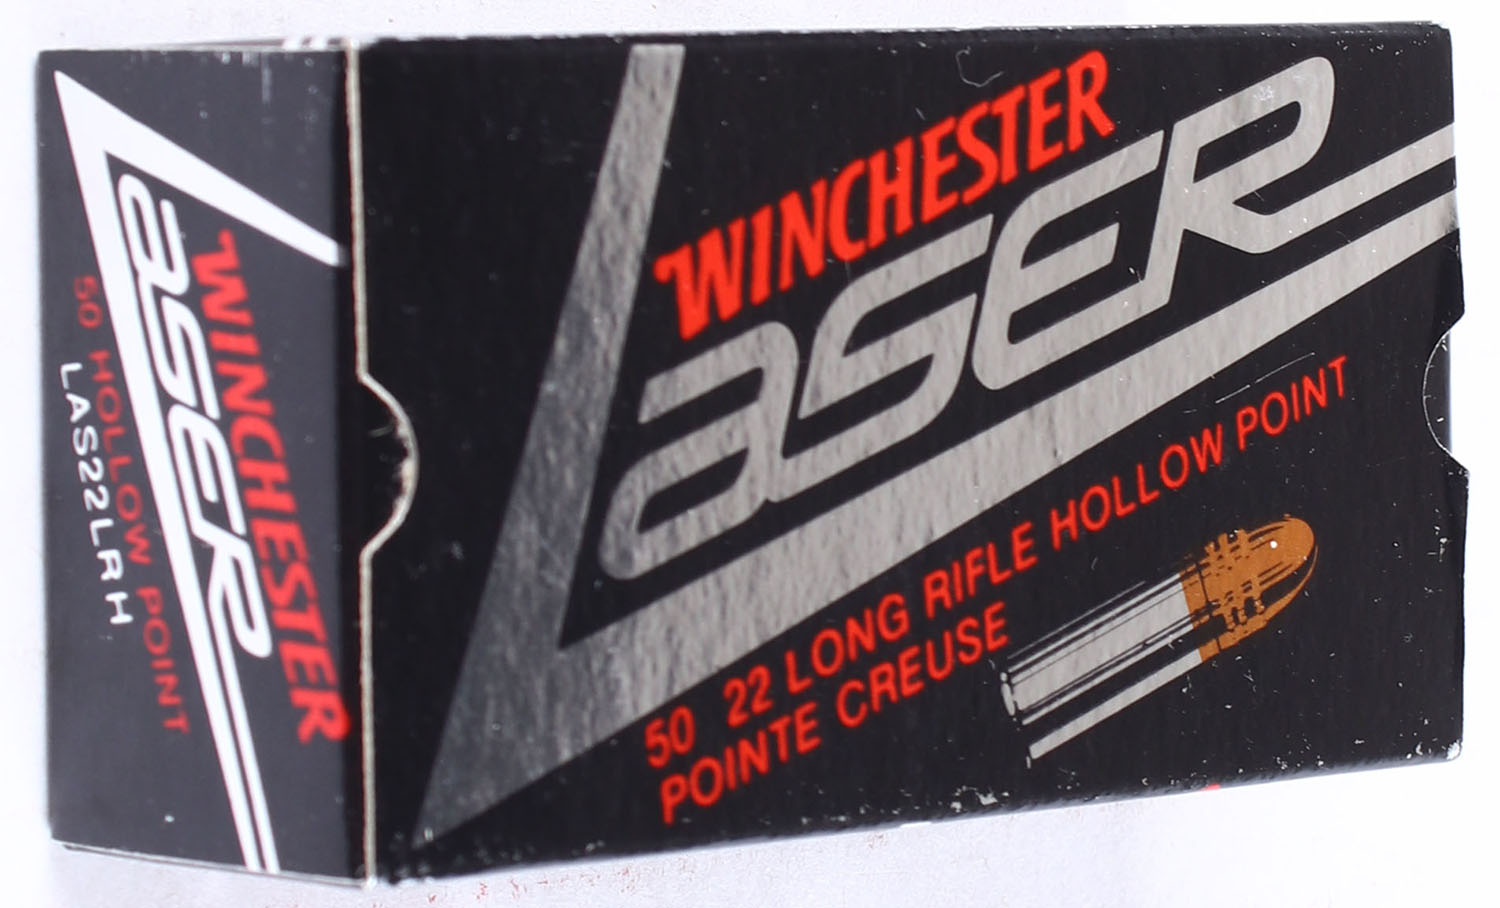 WINCHESTER
LASER
50 HOLLOW POINT
LAS22LRH
WINCHESTER
LASER
50 22 LONG RIFLE HOLLOW POINT
POINTE CREUSE